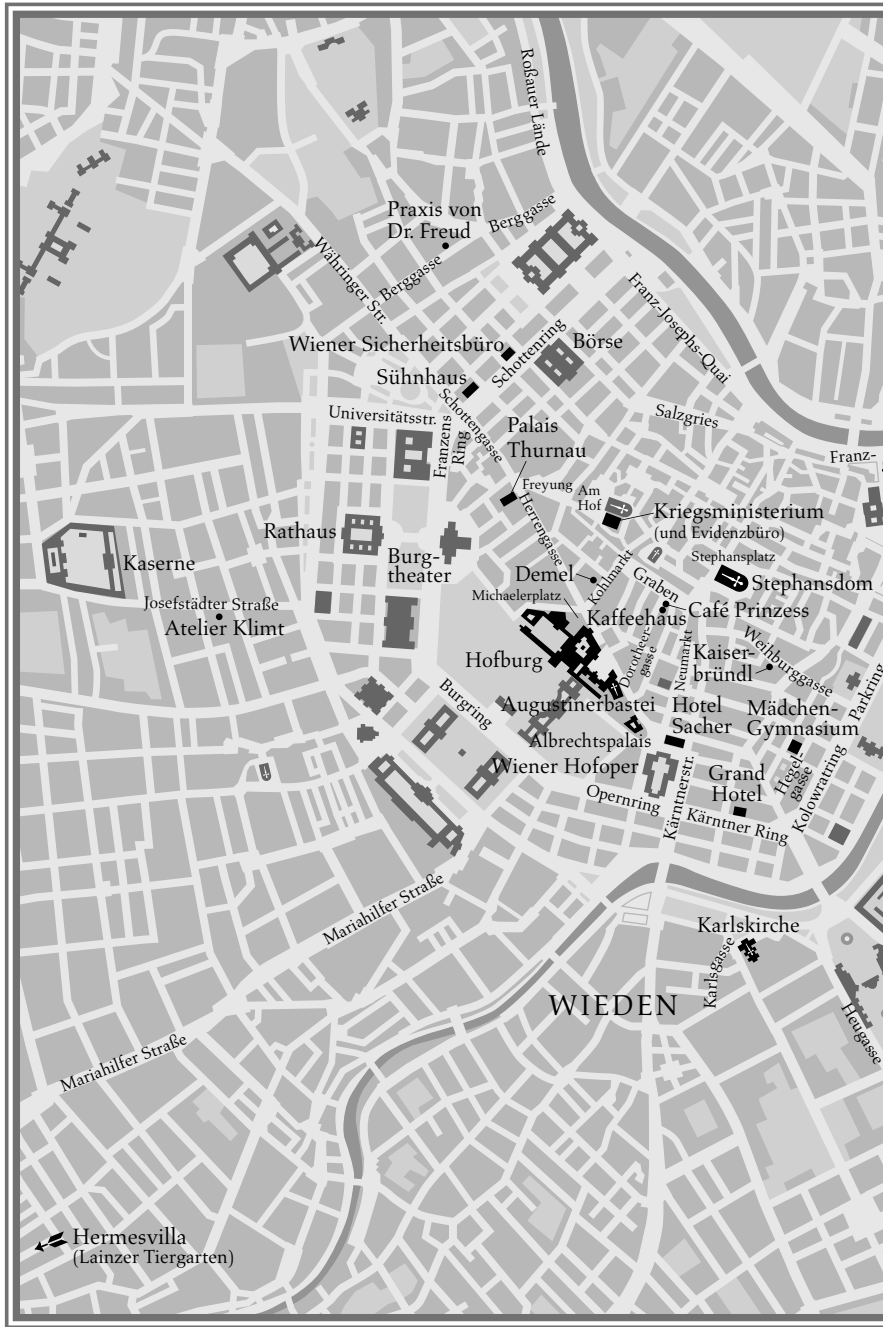 Roßauer Lände
Praxis von
Dr. Freud
Berggasse
Berggasse
Währinger Str.
Franz-Josephs-Quai
Wiener Sicherheitsbüro
Schottenring
Börse
Sühnhaus
Schottengasse
Universitätsstr.
Franzens
Ring
Salzgries
Palais
Thurnau
Franz-
Freyung
Am
Hof
Herrengasse
Kriegsministerium
(und Evidenzbüro)
Rathaus
Burg-
theater
Kaserne
Stephansplatz
Stephansdom
Demel
Kohlmarkt
Graben
Michaelerplatz
Café Prinzess
Kaffeehaus
Josefstädter Straße
Atelier Klimt
Dorotheer-
gasse
Neumarkt
Weihburggasse
Kaiser-
bründl
Hofburg
Parkring
Burgring
Augustinerbastei
Hotel
Sacher
Mädchen-
Gymnasium
Albrechtspalais
Wiener Hofoper
Hegel-
gasse
Kolowratring
Opernring
Kärntnerstr.
Grand
Hotel
Kärntner Ring
Mariahilfer Straße
Karlskirche
Karlsgasse
WIEDEN
Heugasse
Mariahilfer Straße
Hermesvilla
(Lainzer Tiergarten)